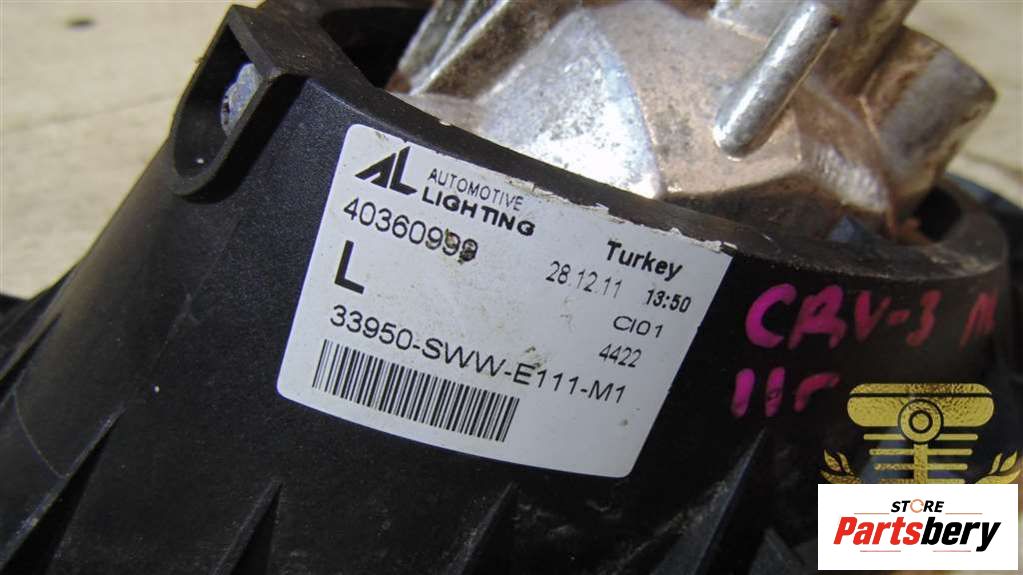 AL AUTOMOTIVE
LIGHTING
40360999
Turkey
L
28.12.11 13:50
CI01
4422
33950-SWW-E111-M1
CRV-3
STORE
Partsbery